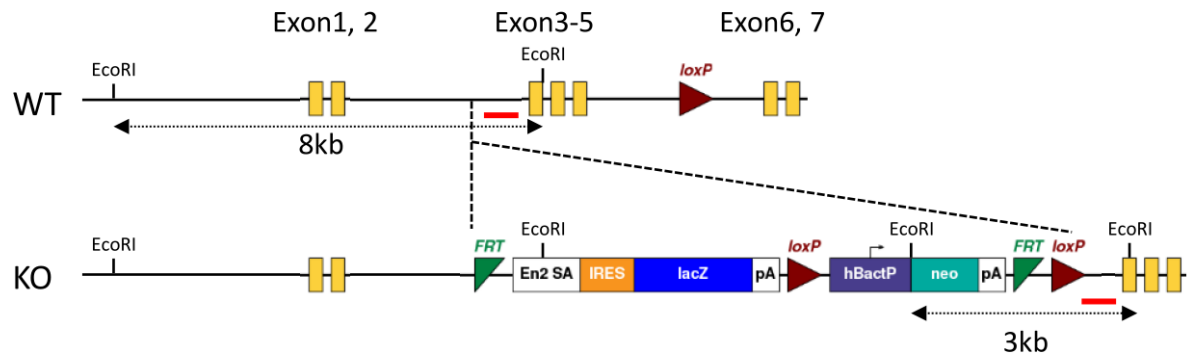 Exon1, 2 Exon3-5 Exon6, 7
EcoRI EcoRI loxP
WT
8kb
EcoRI FRT EcoRI loxP EcoRI FRT loxP EcoRI
KO En2 SA IRES lacZ pA hBactP neo pA
3kb